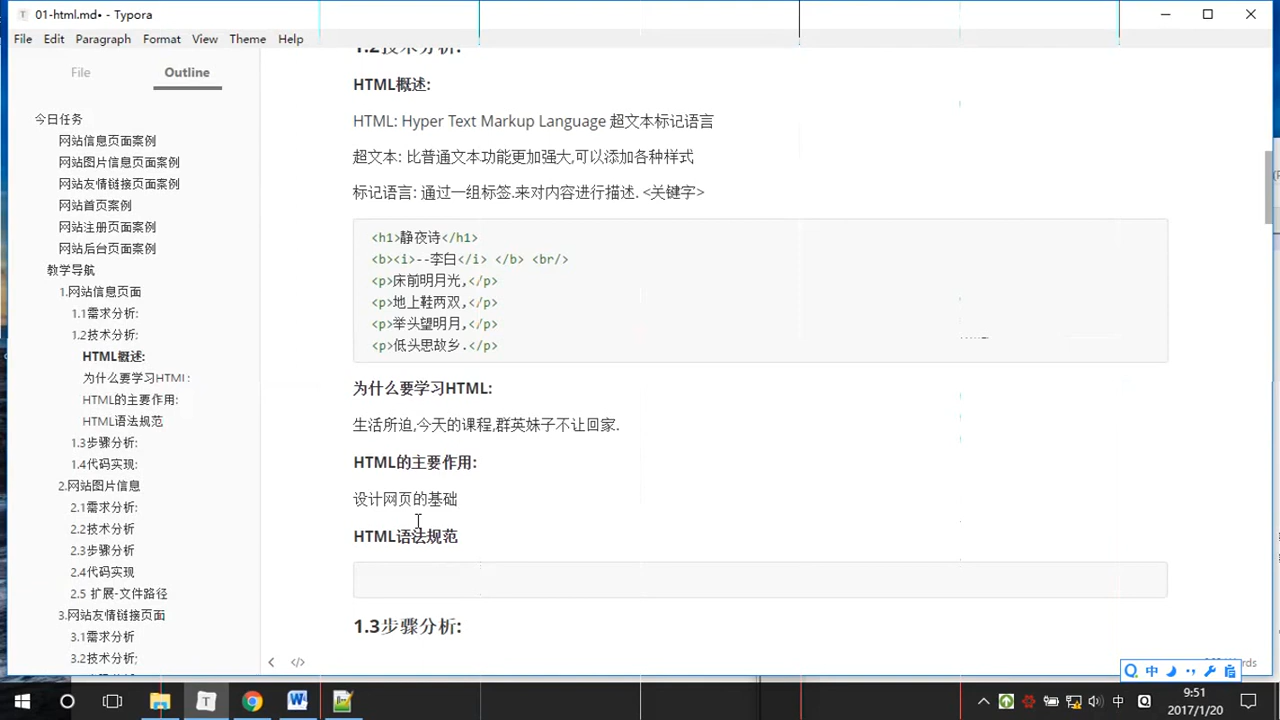 01-html.md• - Typora
File Edit Paragraph Format View Theme Help
File Outline
今日任务
网站信息页面案例
网站图片信息页面案例
网站友情链接页面案例
网站首页案例
网站注册页面案例
网站后台页面案例
教学导航
1.网站信息页面
1.1需求分析:
1.2技术分析:
HTML概述:
为什么要学习HTML:
HTML的主要作用:
HTML语法规范
1.3步骤分析:
1.4代码实现:
2.网站图片信息
2.1需求分析:
2.2技术分析
2.3步骤分析
2.4代码实现
2.5 扩展-文件路径
3.网站友情链接页面
3.1需求分析
3.2技术分析;
1.2技术分析:
HTML概述:
HTML: Hyper Text Markup Language 超文本标记语言
超文本: 比普通文本功能更加强大,可以添加各种样式
标记语言: 通过一组标签.来对内容进行描述. <关键字>
<h1>静夜诗</h1>
<b><i>--李白</i> </b> <br/>
<p>床前明月光,</p>
<p>地上鞋两双,</p>
<p>举头望明月,</p>
<p>低头思故乡.</p>
为什么要学习HTML:
生活所迫,今天的课程,群英妹子不让回家.
HTML的主要作用:
设计网页的基础
HTML语法规范
1.3步骤分析:
中
中
9:51
2017/1/20